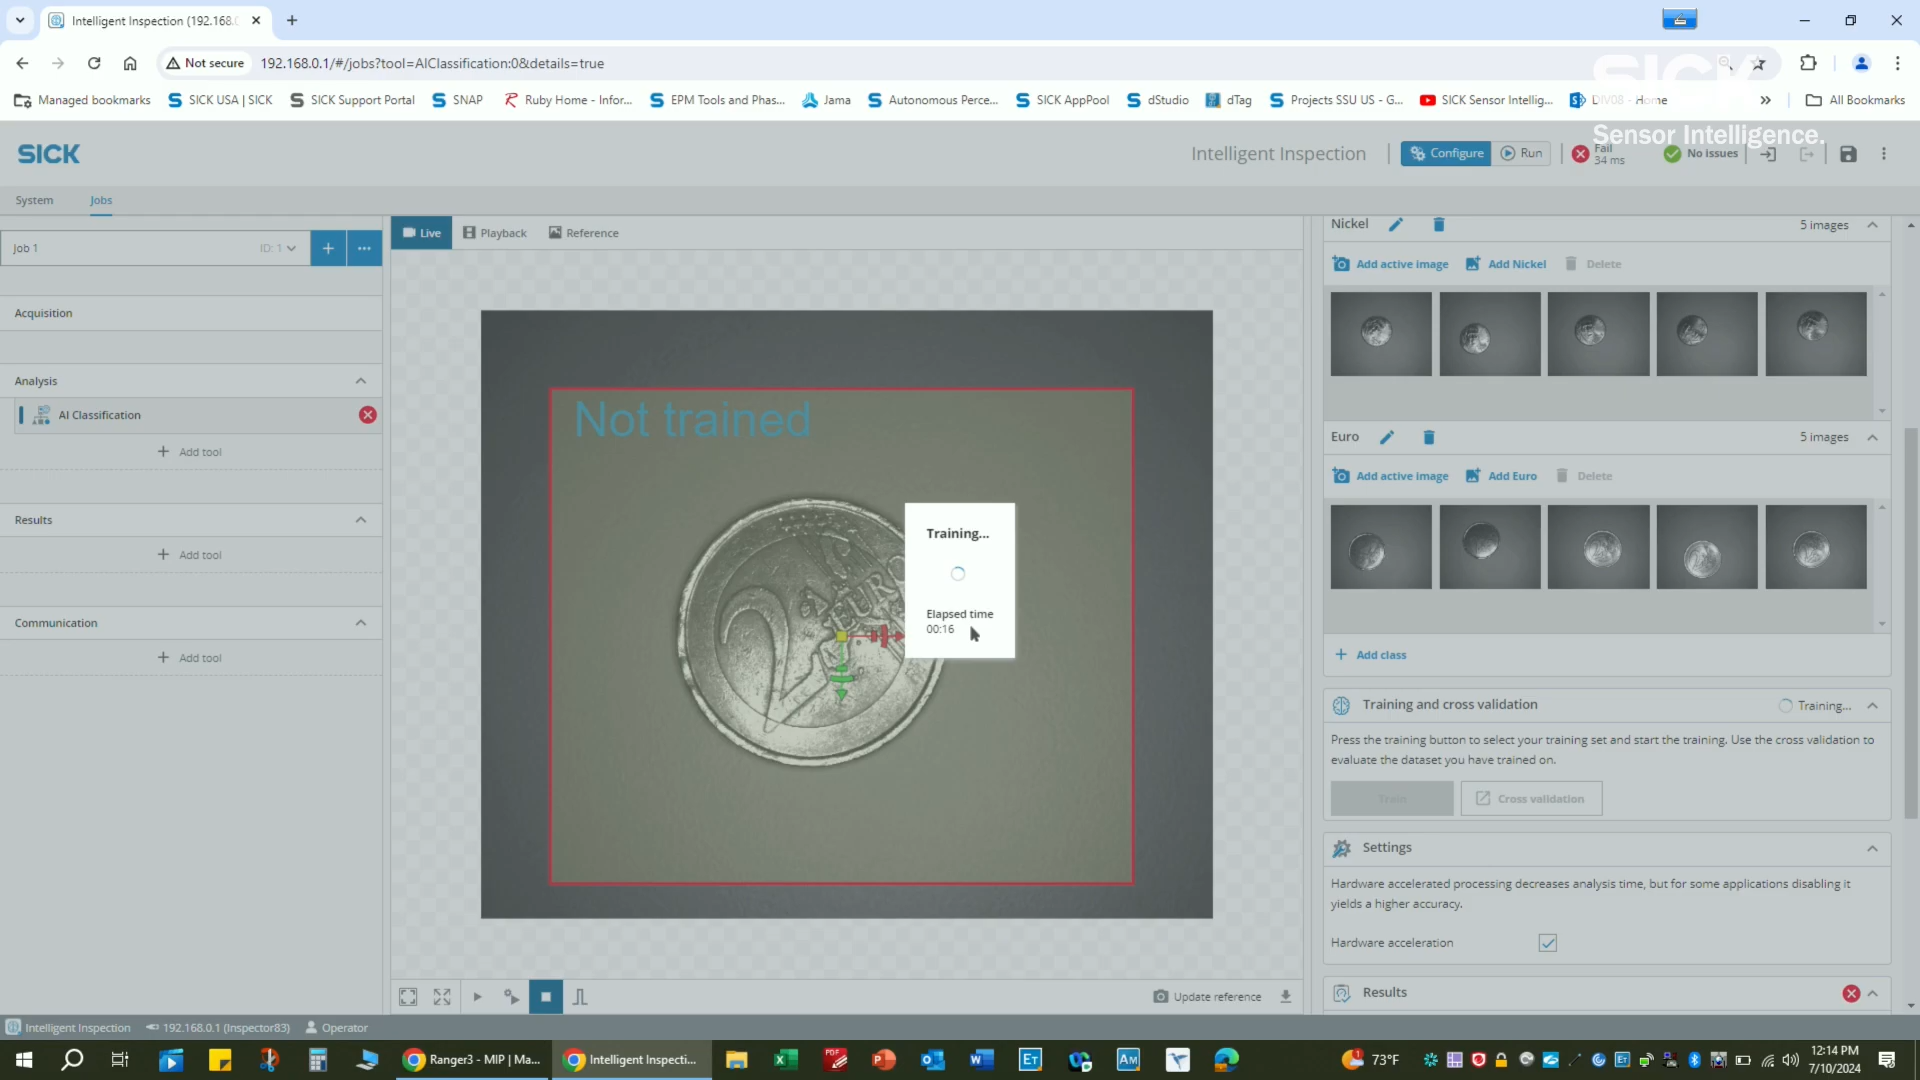 Intelligent Inspection (192.168.0
Not secure
192.168.0.1/#/jobs?tool=AIClassification:0&details=true
Managed bookmarks
SICK USA | SICK
SICK Support Portal
SNAP
Ruby Home - Infor...
EPM Tools and Phas...
Jama
Autonomous Perce...
SICK AppPool
dStudio
dTag
Projects SSU US - G...
SICK Sensor Intellig...
DIV08 - Home
All Bookmarks
SICK
Sensor Intelligence.
SICK
Intelligent Inspection
Configure
Run
Fail
34 ms
No issues
System
Jobs
Job 1
ID: 1
Live
Playback
Reference
Acquisition
Analysis
AI Classification
Add tool
Results
Add tool
Communication
Add tool
Not trained
EURO
2
Training...
Elapsed time
00:16
Nickel
5 images
Add active image
Add Nickel
Delete
Euro
5 images
Add active image
Add Euro
Delete
Add class
Training and cross validation
Training...
Press the training button to select your training set and start the training. Use the cross validation to
evaluate the dataset you have trained on.
Train
Cross validation
Settings
Hardware accelerated processing decreases analysis time, but for some applications disabling it
yields a higher accuracy.
Hardware acceleration
Results
Update reference
Intelligent Inspection
192.168.0.1 (Inspector83)
Operator
Ranger3 - MIP | Ma...
Intelligent Inspecti...
73°F
12:14 PM
7/10/2024